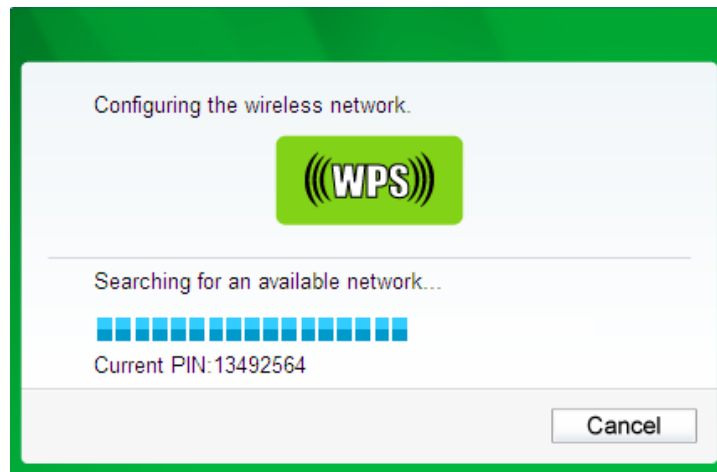 Configuring the wireless network.
(((WPS)))
Searching for an available network...
Current PIN:13492564
Cancel